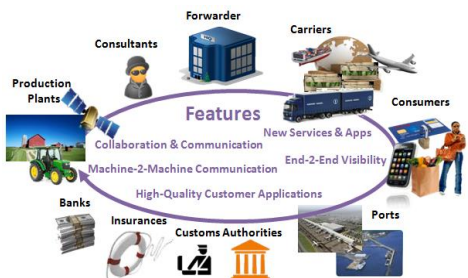 Forwarder
Consultants
Carriers
Production
Plants
Consumers
Features
New Services & Apps
Collaboration & Communication
End-2-End Visibility
Machine-2-Machine Communication
High-Quality Customer Applications
Banks
Insurances
Customs Authorities
Ports